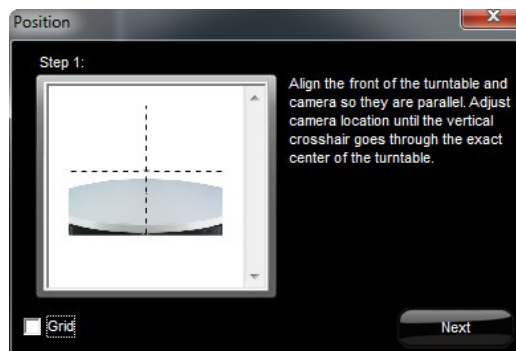 Position
Step 1:
Align the front of the turntable and
camera so they are parallel. Adjust
camera location until the vertical
crosshair goes through the exact
center of the turntable.
Grid
Next